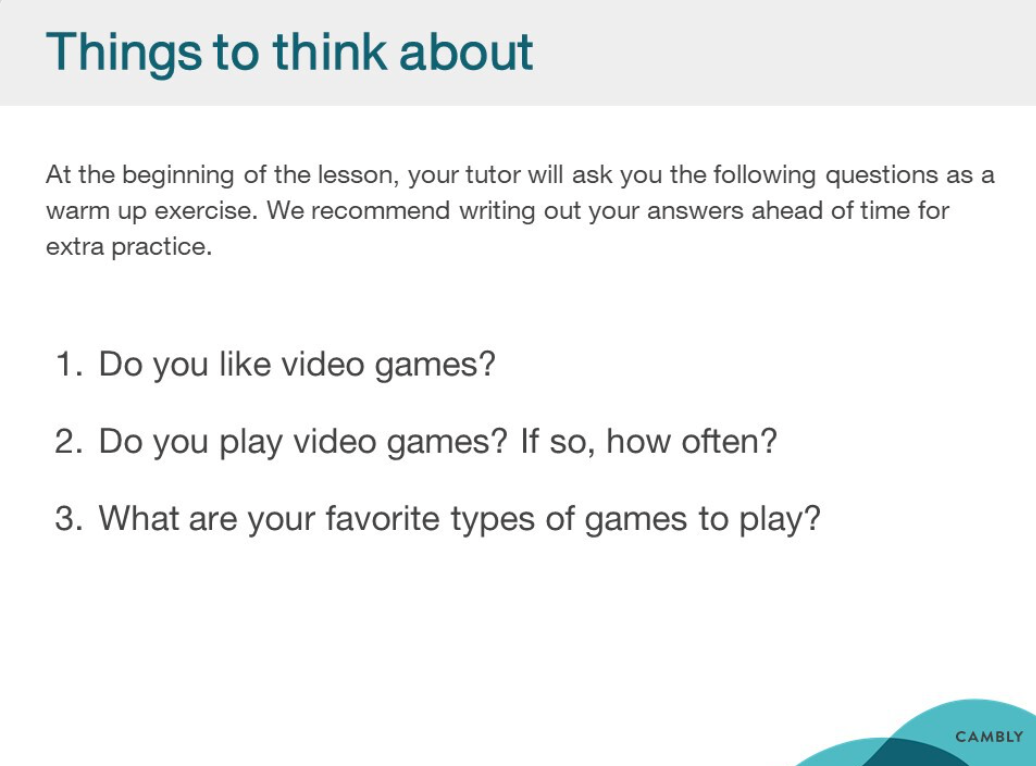 Things to think about
At the beginning of the lesson, your tutor will ask you the following questions as a
warm up exercise. We recommend writing out your answers ahead of time for
extra practice.
1. Do you like video games?
2. Do you play video games? If so, how often?
3. What are your favorite types of games to play?
CAMBLY